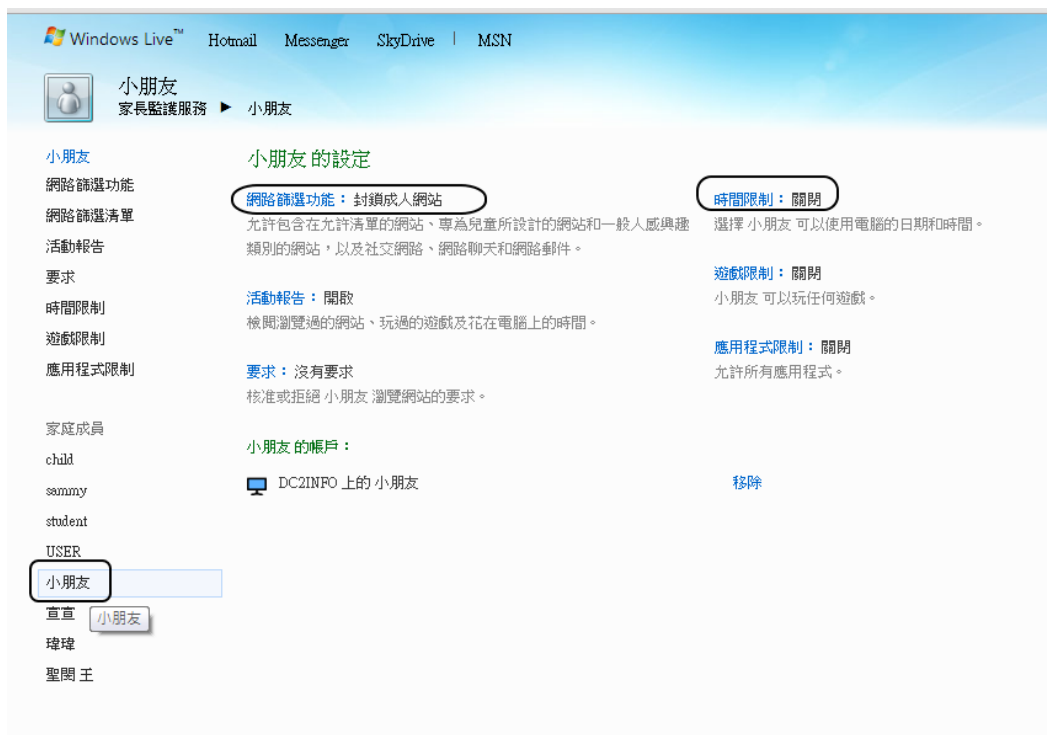 Windows Live™ Hotmail Messenger SkyDrive | MSN
小朋友
家長監護服務 ▶ 小朋友
小朋友
網路篩選功能
網路篩選清單
活動報告
要求
時間限制
遊戲限制
應用程式限制
家庭成員
child
sammy
student
USER
小朋友
宣宣
小朋友
瑋瑋
聖閔 王
小朋友 的設定
網路篩選功能：封鎖成人網站
允許包含在允許清單的網站、專為兒童所設計的網站和一般人感興趣
類別的網站，以及社交網路、網路聊天和網路郵件。
活動報告：開啟
檢閱瀏覽過的網站、玩過的遊戲及花在電腦上的時間。
要求：沒有要求
核准或拒絕 小朋友 瀏覽網站的要求。
時間限制：關閉
選擇 小朋友 可以使用電腦的日期和時間。
遊戲限制：關閉
小朋友 可以玩任何遊戲。
應用程式限制：關閉
允許所有應用程式。
小朋友 的帳戶：
DC2INFO 上的 小朋友 移除